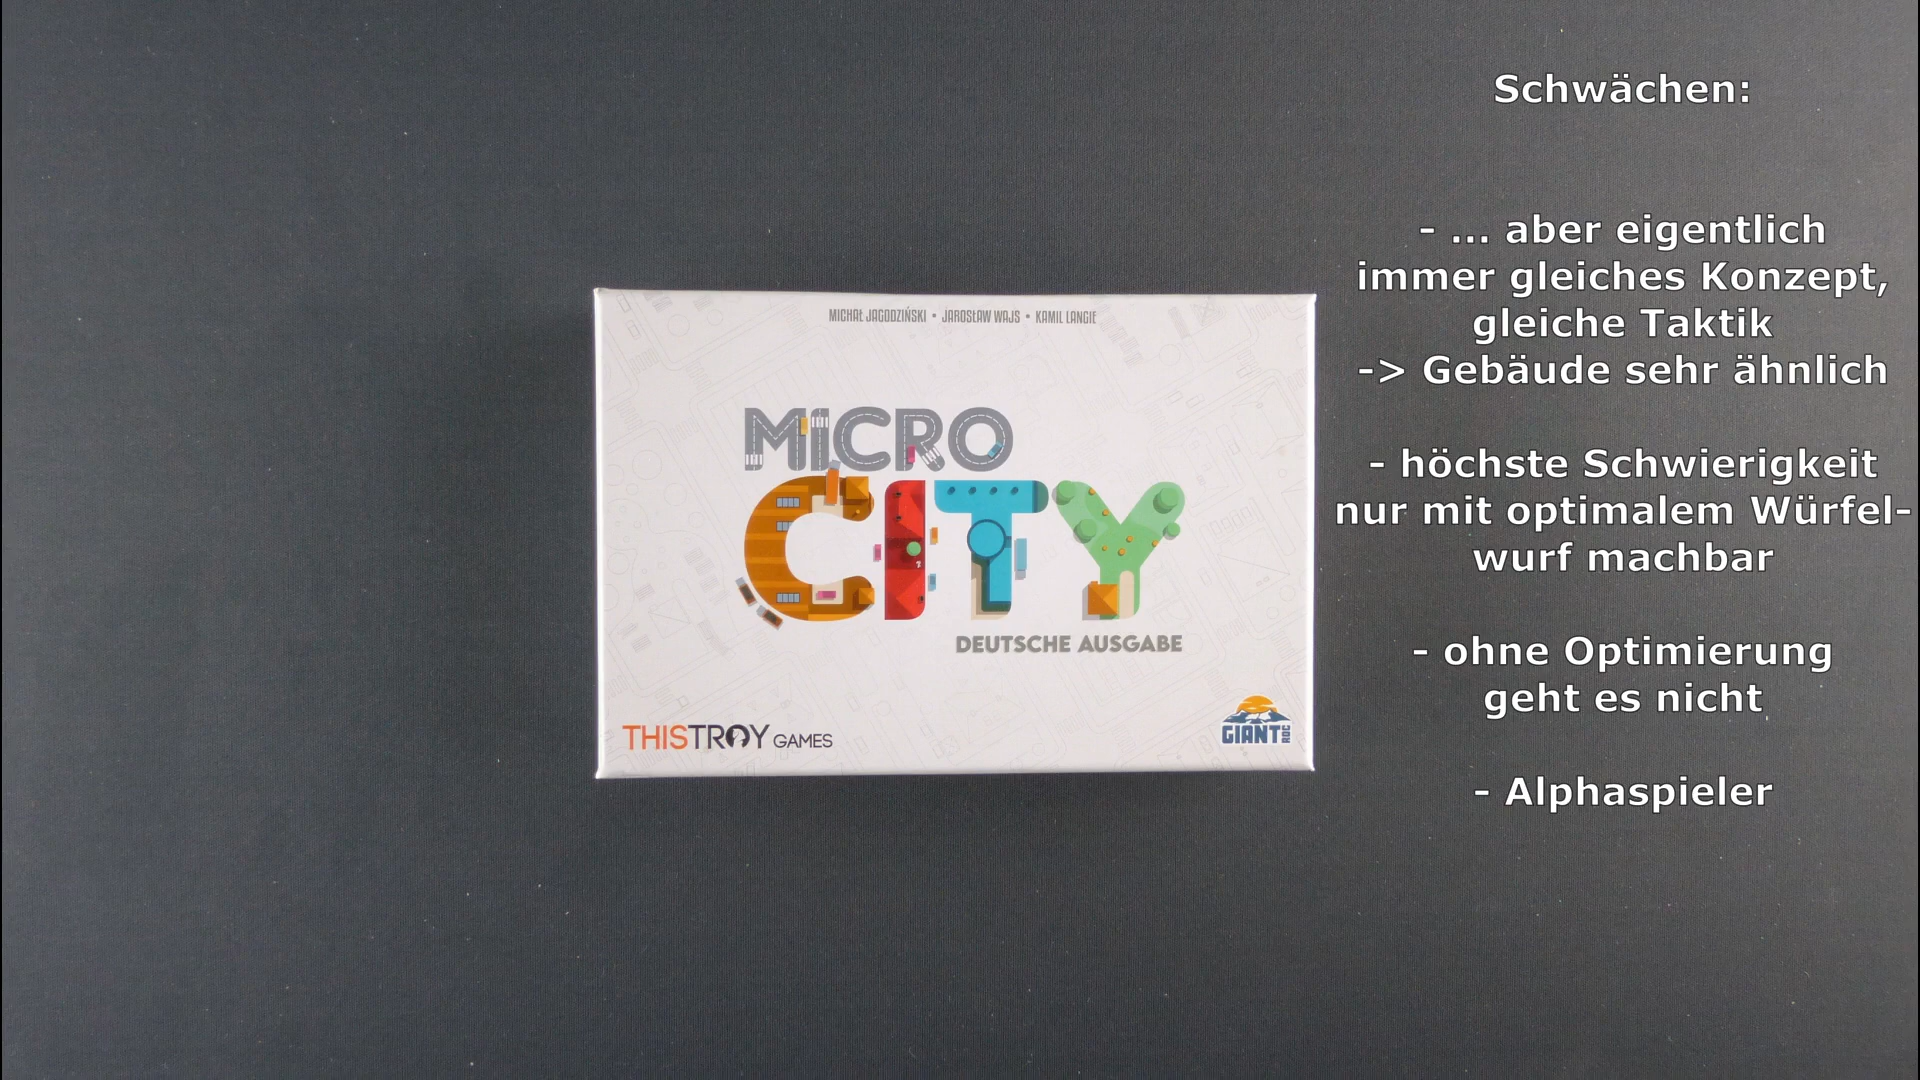 MICHAŁ JAGODZIŃSKI • JAROSŁAW WAJS • KAMIL LANGIE
MICRO
CITY
DEUTSCHE AUSGABE
THISTROY GAMES
GIANT ROC
Schwächen:
- ... aber eigentlich
immer gleiches Konzept,
gleiche Taktik
-> Gebäude sehr ähnlich
- höchste Schwierigkeit
nur mit optimalem Würfel-
wurf machbar
- ohne Optimierung
geht es nicht
- Alphaspieler